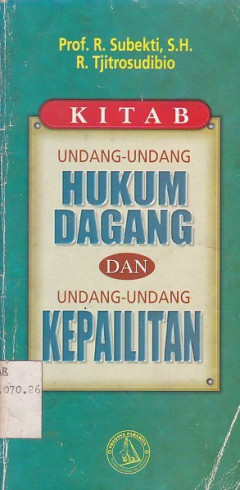 Prof. R. Subekti, S.H.
R. Tjitrosudibio
KITAB
UNDANG-UNDANG
HUKUM
DAGANG
DAN
UNDANG-UNDANG
KEPAILITAN
.070.26